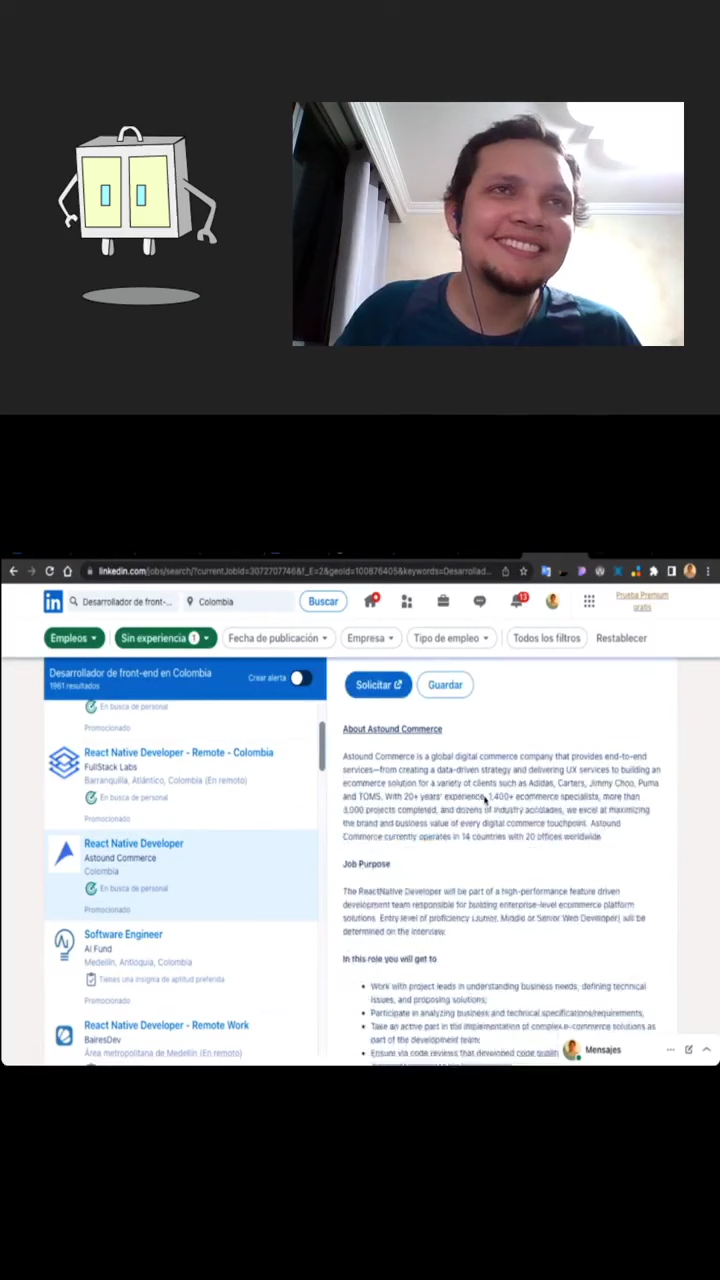 linkedin.com/jobs/search/?currentJobId=3072707746&f_E=2&geoId=100876405&keywords=Desarrollad...
in
Desarrollador de front-...
Colombia
Buscar
13
Prueba Premium
gratis
Empleos
Sin experiencia 1
Fecha de publicación
Empresa
Tipo de empleo
Todos los filtros
Restablecer
Desarrollador de front-end en Colombia
1961 resultados
Crear alerta
En busca de personal
Promocionado
React Native Developer - Remote - Colombia
FullStack Labs
Barranquilla, Atlántico, Colombia (En remoto)
En busca de personal
Promocionado
React Native Developer
Astound Commerce
Colombia
En busca de personal
Promocionado
Software Engineer
AI Fund
Medellín, Antioquia, Colombia
Tienes una insignia de aptitud preferida
Promocionado
React Native Developer - Remote Work
BairesDev
Área metropolitana de Medellín (En remoto)
Solicitar
Guardar
About Astound Commerce
Astound Commerce is a global digital commerce company that provides end-to-end
services—from creating a data-driven strategy and delivering UX services to building an
ecommerce solution for a variety of clients such as Adidas, Carters, Jimmy Choo, Puma
and TOMS. With 20+ years' experience, 1,400+ ecommerce specialists, more than
3,000 projects completed, and dozens of industry accolades, we excel at maximizing
the brand and business value of every digital commerce touchpoint. Astound
Commerce currently operates in 14 countries with 20 offices worldwide.
Job Purpose
The ReactNative Developer will be part of a high-performance feature driven
development team responsible for building enterprise-level ecommerce platform
solutions. Entry level of proficiency (Junior, Middle or Senior Web Developer), will be
determined on the interview.
In this role you will get to
Work with project leads in understanding business needs, defining technical
issues, and proposing solutions;
Participate in analyzing business and technical specifications/requirements,
Take an active part in the implementation of complex e-commerce solutions as
part of the development team;
Ensure via code reviews that developed code quality
Mensajes